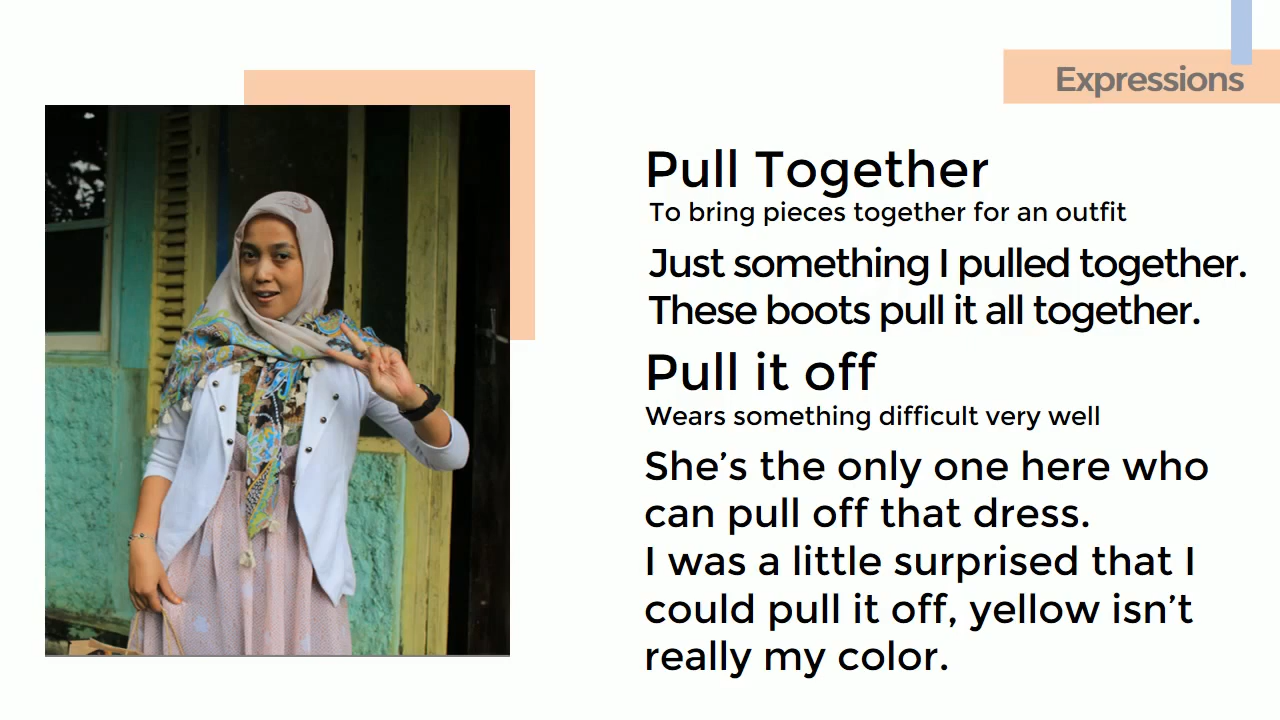 Expressions
Pull Together
To bring pieces together for an outfit
Just something I pulled together.
These boots pull it all together.
Pull it off
Wears something difficult very well
She’s the only one here who
can pull off that dress.
I was a little surprised that I
could pull it off, yellow isn’t
really my color.